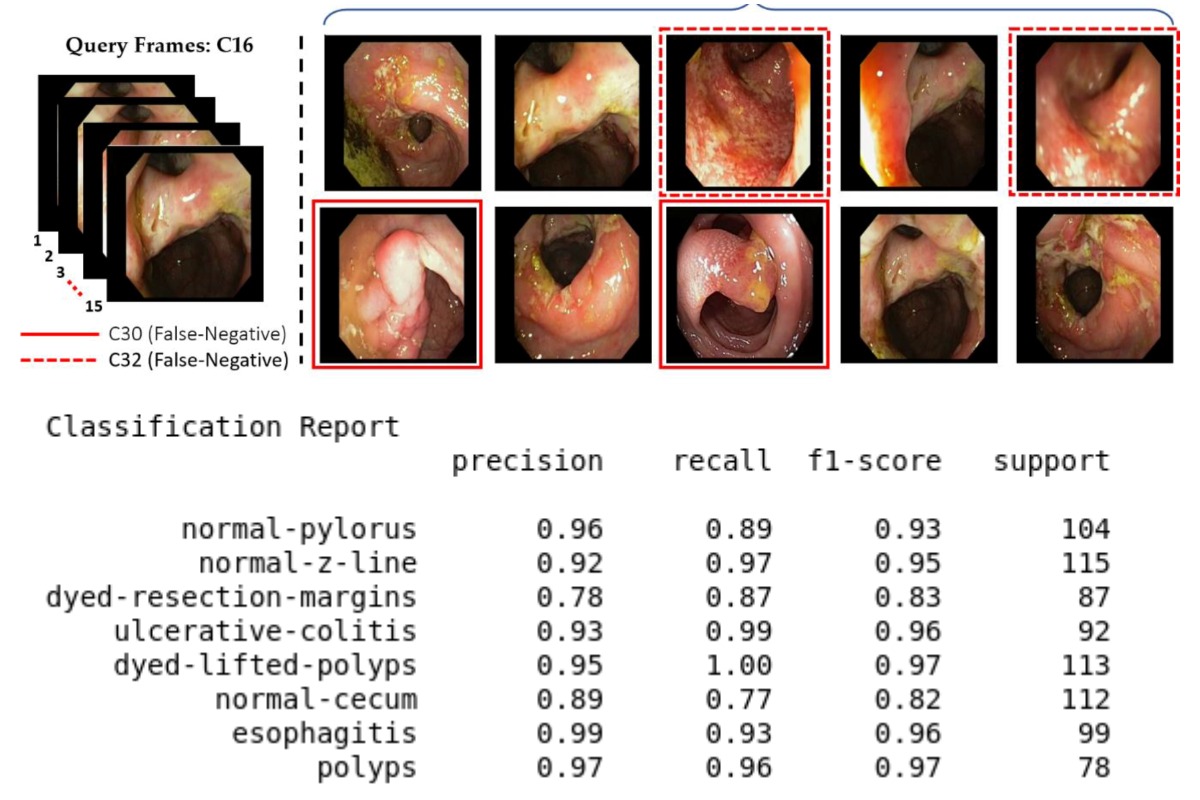 Query Frames: C16
1
2
3
15
C30 (False-Negative)
C32 (False-Negative)
Classification Report
precision recall f1-score support
normal-pylorus 0.96 0.89 0.93 104
normal-z-line 0.92 0.97 0.95 115
dyed-resection-margins 0.78 0.87 0.83 87
ulcerative-colitis 0.93 0.99 0.96 92
dyed-lifted-polyps 0.95 1.00 0.97 113
normal-cecum 0.89 0.77 0.82 112
esophagitis 0.99 0.93 0.96 99
polyps 0.97 0.96 0.97 78